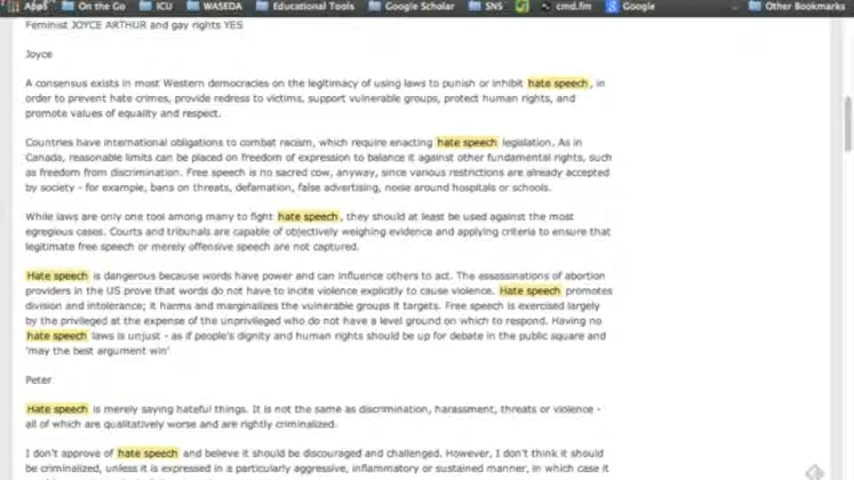 Apps On the Go ICU WASEDA Educational Tools Google Scholar SNS cmd.fm Google Other Bookmarks
Feminist JOYCE ARTHUR and gay rights YES
Joyce
A consensus exists in most Western democracies on the legitimacy of using laws to punish or inhibit hate speech, in
order to prevent hate crimes, provide redress to victims, support vulnerable groups, protect human rights, and
promote values of equality and respect.
Countries have international obligations to combat racism, which require enacting hate speech legislation. As in
Canada, reasonable limits can be placed on freedom of expression to balance it against other fundamental rights, such
as freedom from discrimination. Free speech is no sacred cow, anyway, since various restrictions are already accepted
by society - for example, bans on threats, defamation, false advertising, noise around hospitals or schools.
While laws are only one tool among many to fight hate speech, they should at least be used against the most
egregious cases. Courts and tribunals are capable of objectively weighing evidence and applying criteria to ensure that
legitimate free speech or merely offensive speech are not captured.
Hate speech is dangerous because words have power and can influence others to act. The assassinations of abortion
providers in the US prove that words do not have to incite violence explicitly to cause violence. Hate speech promotes
division and intolerance; it harms and marginalizes the vulnerable groups it targets. Free speech is exercised largely
by the privileged at the expense of the unprivileged who do not have a level ground on which to respond. Having no
hate speech laws is unjust - as if people's dignity and human rights should be up for debate in the public square and
'may the best argument win'
Peter
Hate speech is merely saying hateful things. It is not the same as discrimination, harassment, threats or violence -
all of which are qualitatively worse and are rightly criminalized.
I don't approve of hate speech and believe it should be discouraged and challenged. However, I don't think it should
be criminalized, unless it is expressed in a particularly aggressive, inflammatory or sustained manner, in which case it